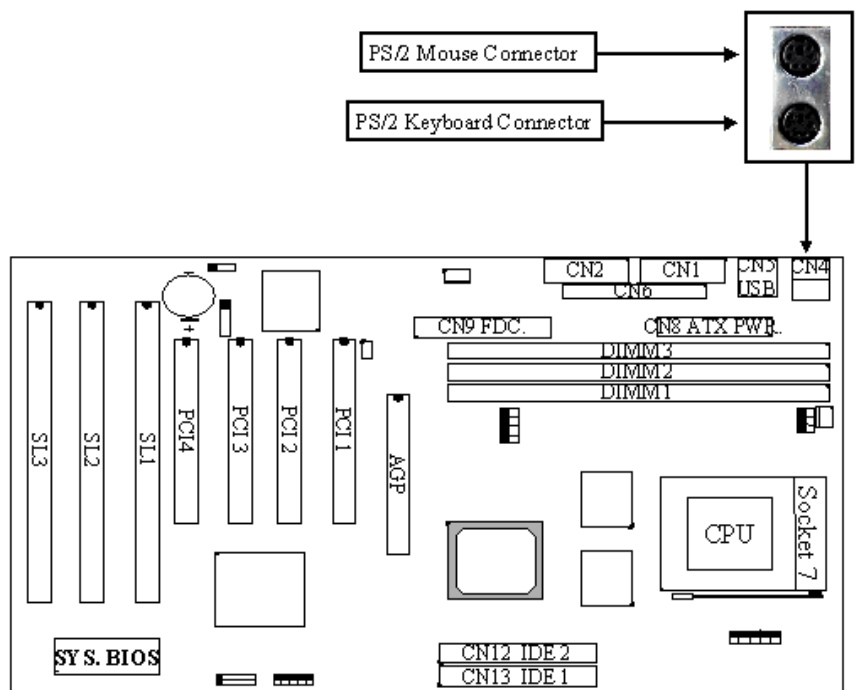 PS/2 Mouse Connector
PS/2 Keyboard Connector
CN2
CN1
CN5
USB
CN4
CN6
CN9 FDC.
CN8 ATX PWR.
DIMM3
DIMM2
DIMM1
SL3
SL2
SL1
PCI4
PCI 3
PCI 2
PCI 1
AGP
CPU
Socket 7
SYS. BIOS
CN12 IDE 2
CN13 IDE 1